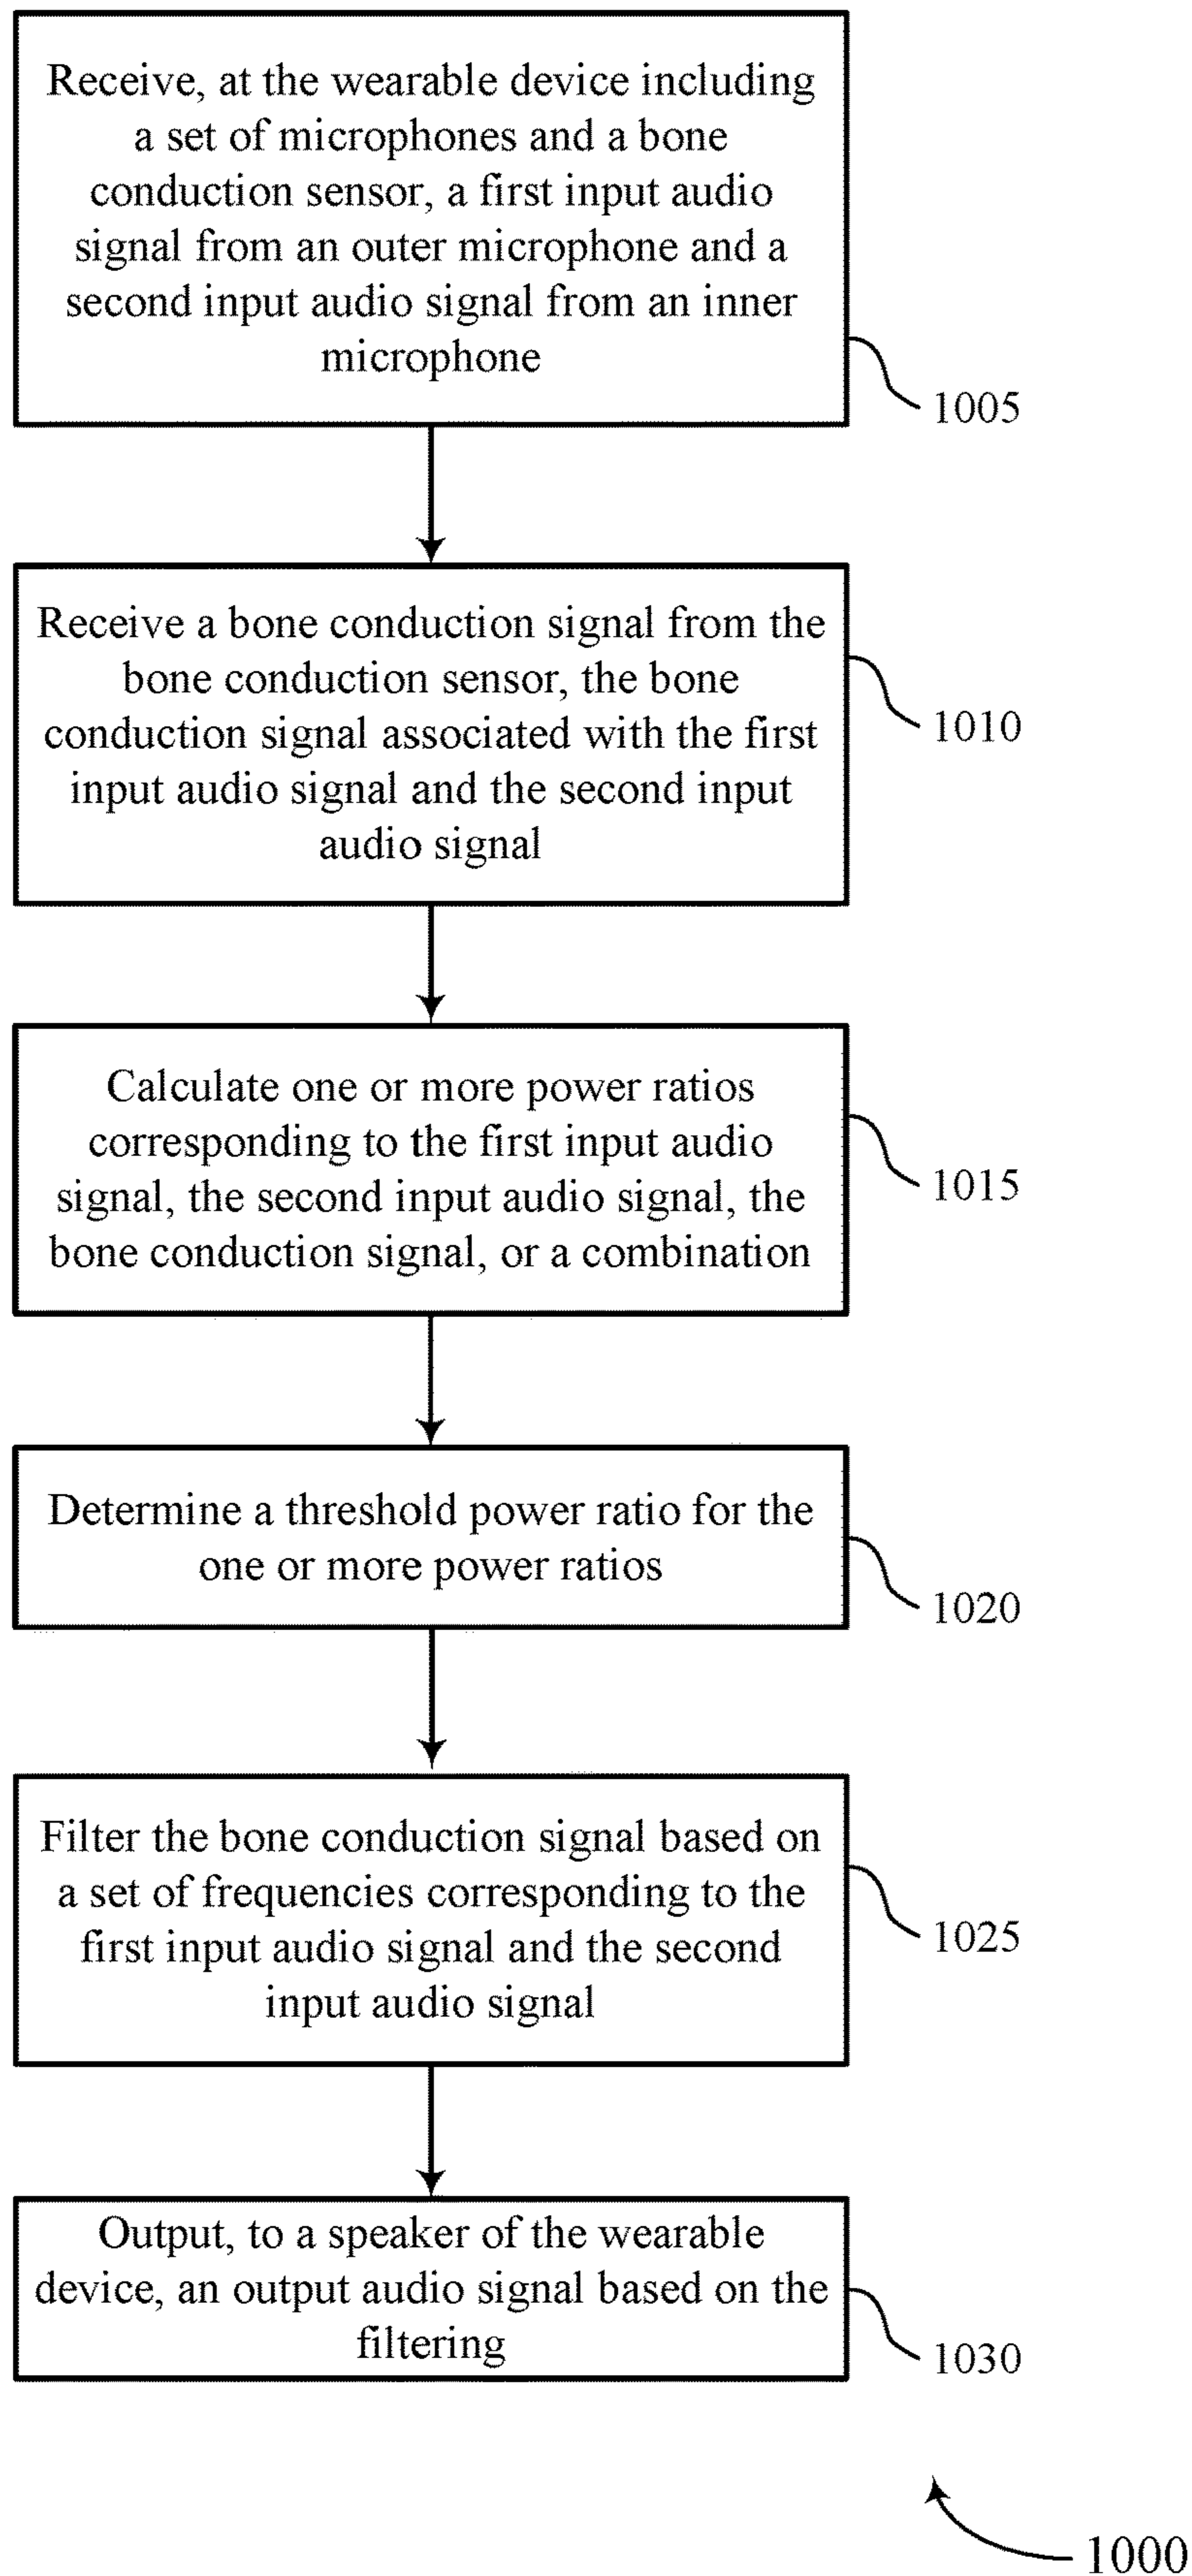 Receive, at the wearable device including
a set of microphones and a bone
conduction sensor, a first input audio
signal from an outer microphone and a
second input audio signal from an inner
microphone
1005
Receive a bone conduction signal from the
bone conduction sensor, the bone
conduction signal associated with the first
input audio signal and the second input
audio signal
1010
Calculate one or more power ratios
corresponding to the first input audio
signal, the second input audio signal, the
bone conduction signal, or a combination
1015
Determine a threshold power ratio for the
one or more power ratios
1020
Filter the bone conduction signal based on
a set of frequencies corresponding to the
first input audio signal and the second
input audio signal
1025
Output, to a speaker of the wearable
device, an output audio signal based on the
filtering
1030
1000